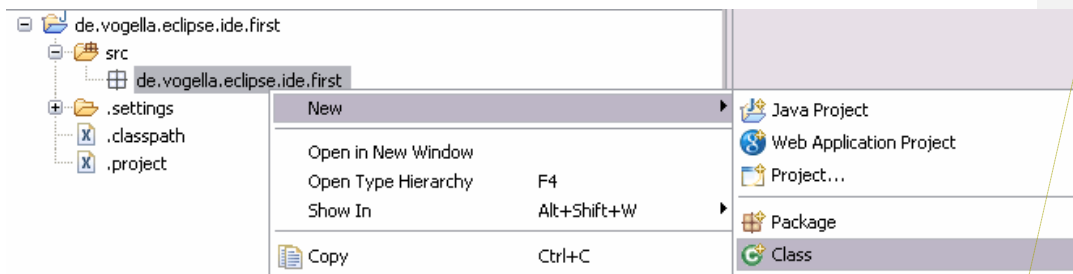 de.vogella.eclipse.ide.first
src
de.vogella.eclipse.ide.first
.settings
.classpath
.project
New
Open in New Window
Open Type Hierarchy F4
Show In Alt+Shift+W
Copy Ctrl+C
Java Project
Web Application Project
Project...
Package
Class